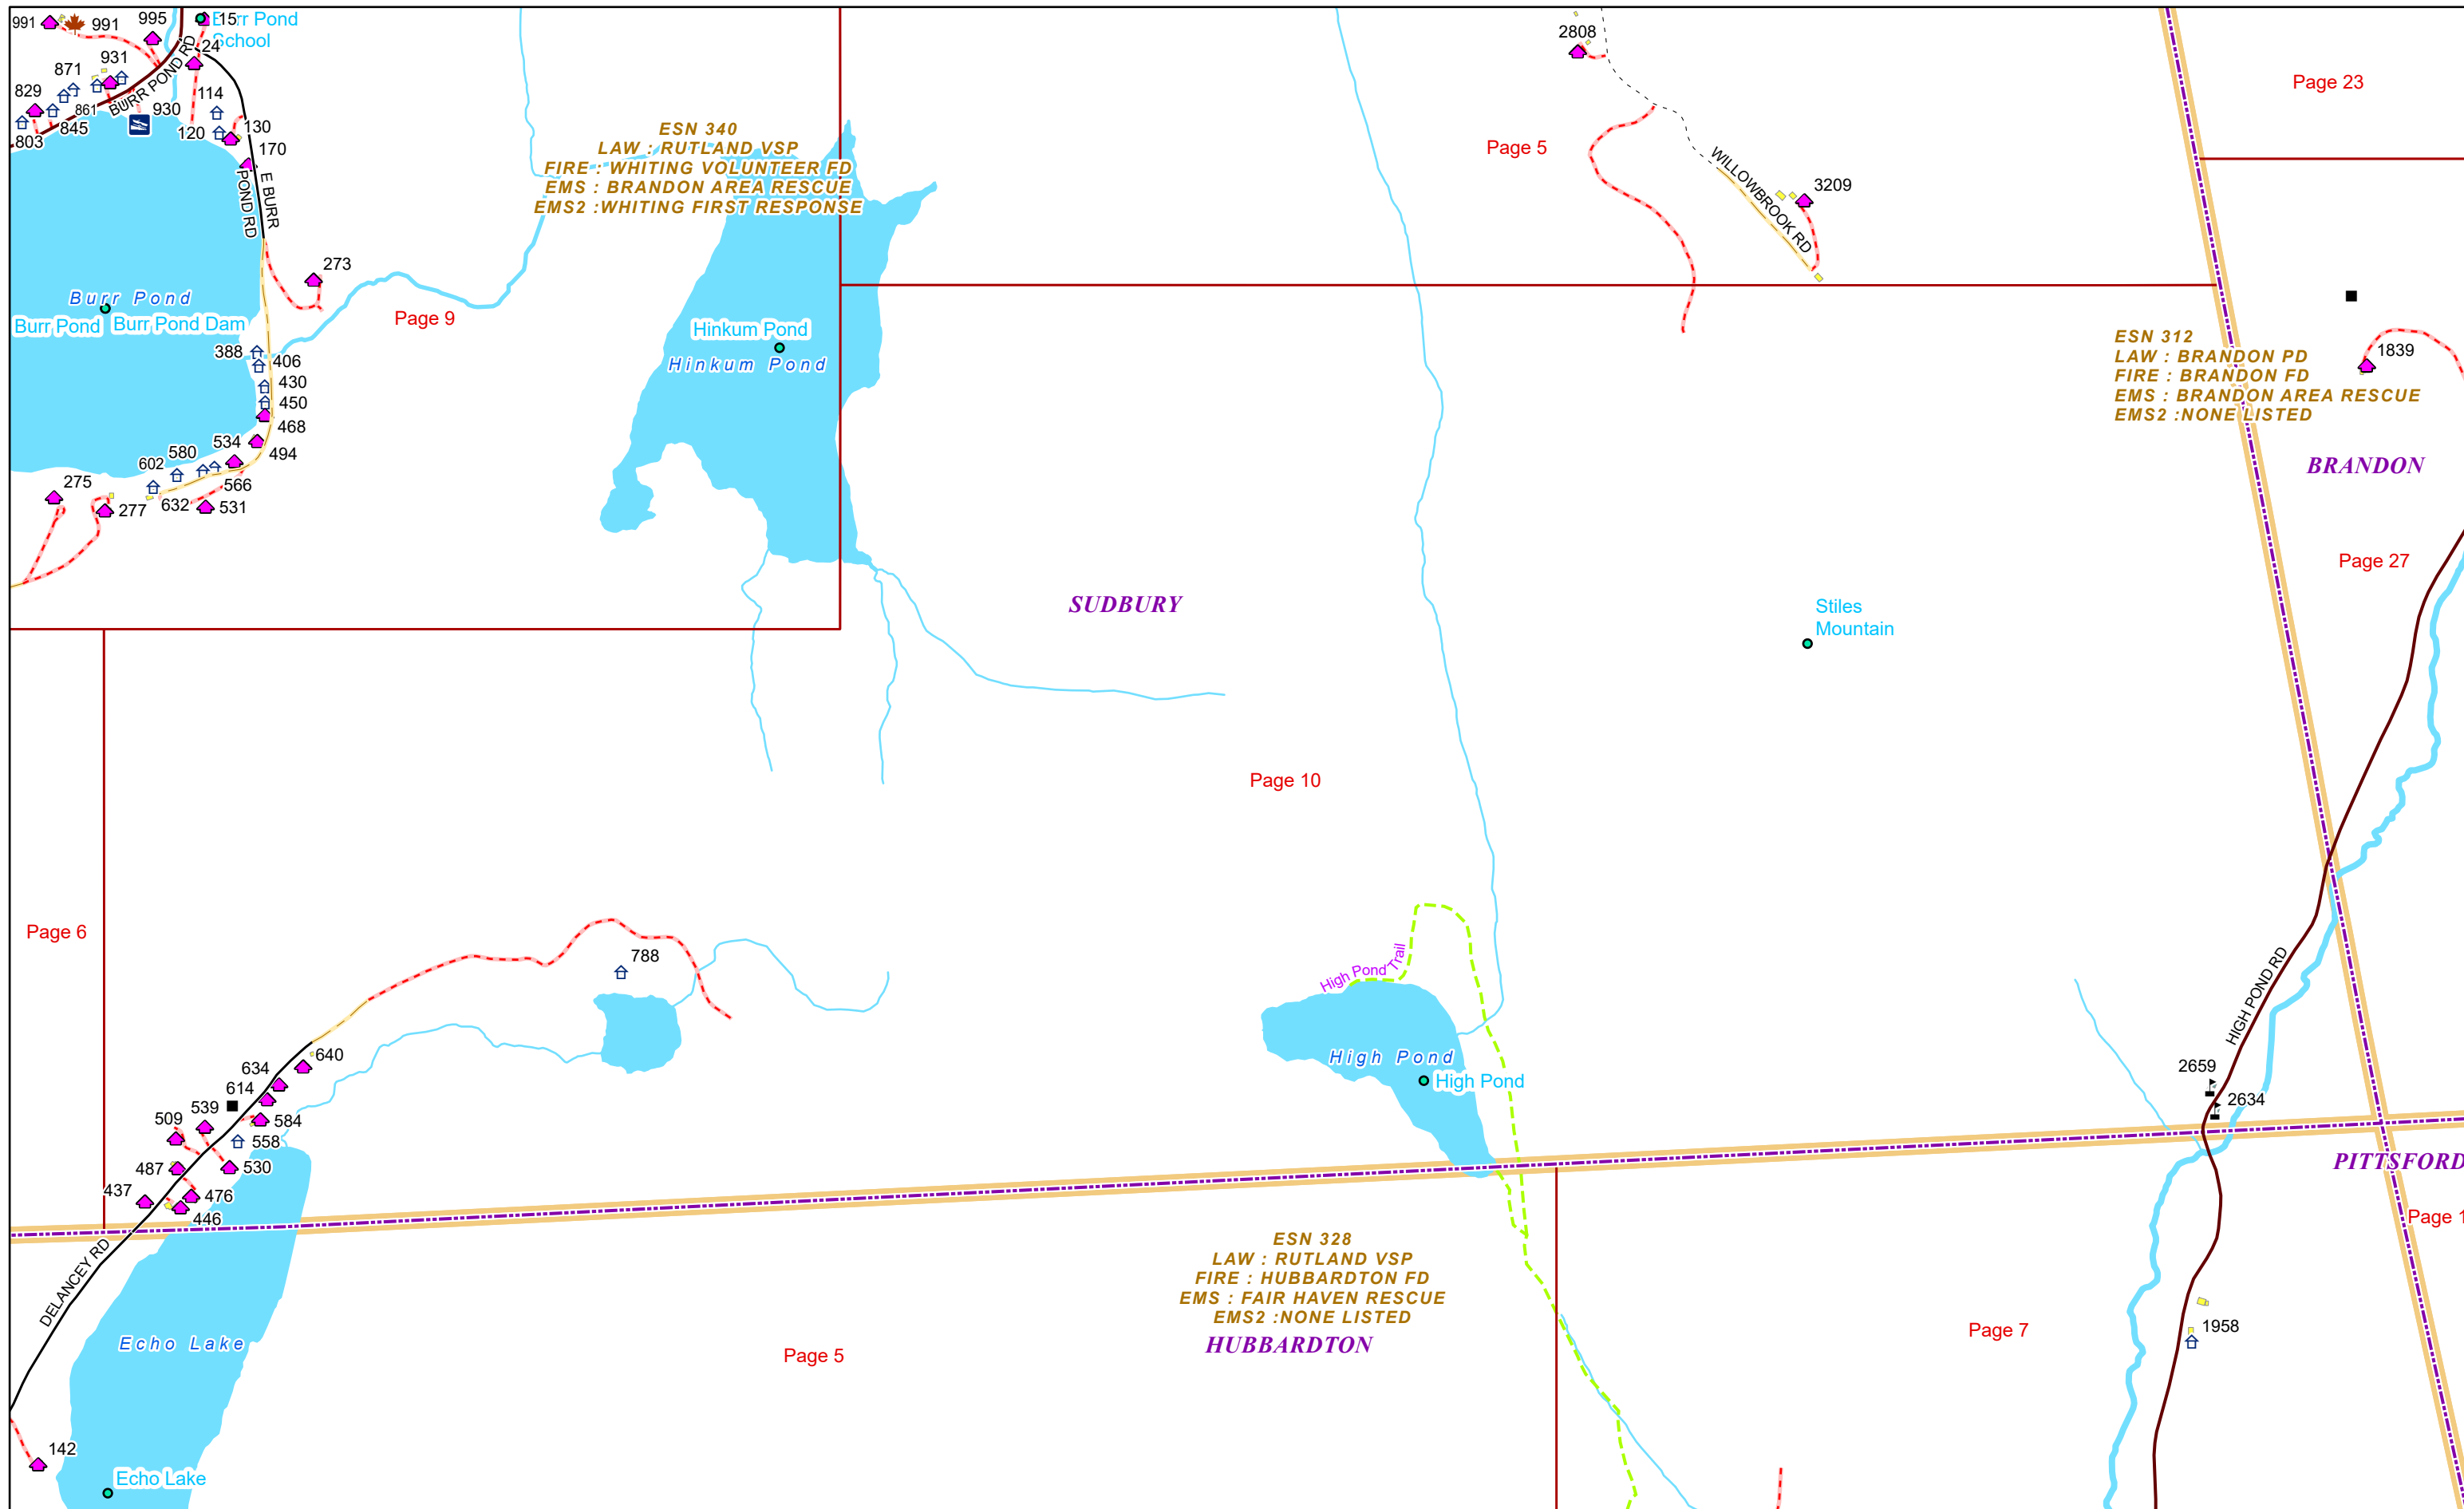 991
991
995
15
Burr Pond
School
24
931
871
829
861
BURR POND RD
930
114
803
845
120
130
170
E BURR
POND RD
273
Burr Pond
Burr Pond
Burr Pond Dam
Page 9
388
406
430
450
468
534
494
580
602
566
275
277
632
531
ESN 340
LAW : RUTLAND VSP
FIRE : WHITING VOLUNTEER FD
EMS : BRANDON AREA RESCUE
EMS2 :WHITING FIRST RESPONSE
Hinkum Pond
Hinkum Pond
2808
Page 5
WILLOWBROOK RD
3209
Page 23
ESN 312
LAW : BRANDON PD
FIRE : BRANDON FD
EMS : BRANDON AREA RESCUE
EMS2 :NONE LISTED
1839
BRANDON
Page 27
SUDBURY
Stiles
Mountain
Page 10
Page 6
788
High Pond Trail
High Pond
High Pond
HIGH POND RD
2659
2634
640
634
614
539
509
584
558
530
487
437
476
446
DELANCEY RD
PITTSFORD
Page 1
ESN 328
LAW : RUTLAND VSP
FIRE : HUBBARDTON FD
EMS : FAIR HAVEN RESCUE
EMS2 :NONE LISTED
HUBBARDTON
Page 5
Page 7
1958
Echo Lake
142
Echo Lake